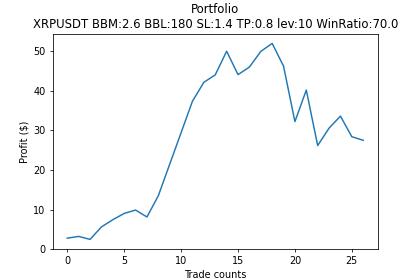 Portfolio
XRPUSDT BBM:2.6 BBL:180 SL:1.4 TP:0.8 lev:10 WinRatio:70.0
50
40
30
20
10
0
Profit ($)
0 5 10 15 20 25
Trade counts